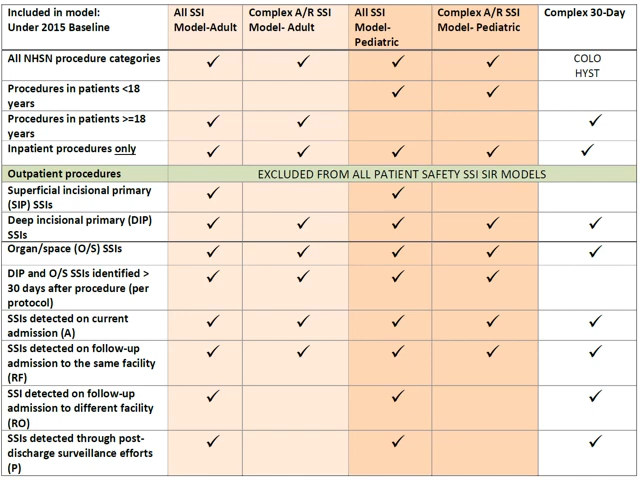 Included in model:
Under 2015 Baseline
All SSI
Model-Adult
Complex A/R SSI
Model- Adult
All SSI
Model-
Pediatric
Complex A/R SSI
Model- Pediatric
Complex 30-Day
All NHSN procedure categories
✓ ✓ ✓ ✓
COLO
HYST
Procedures in patients <18
years
✓ ✓
Procedures in patients >=18
years
✓ ✓ ✓
Inpatient procedures only
✓ ✓ ✓ ✓ ✓
Outpatient procedures
EXCLUDED FROM ALL PATIENT SAFETY SSI SIR MODELS
Superficial incisional primary
(SIP) SSIs
✓ ✓
Deep incisional primary (DIP)
SSIs
✓ ✓ ✓ ✓ ✓
Organ/space (O/S) SSIs
✓ ✓ ✓ ✓ ✓
DIP and O/S SSIs identified >
30 days after procedure (per
protocol)
✓ ✓ ✓ ✓
SSIs detected on current
admission (A)
✓ ✓ ✓ ✓ ✓
SSIs detected on follow-up
admission to the same facility
(RF)
✓ ✓ ✓ ✓ ✓
SSI detected on follow-up
admission to different facility
(RO)
✓ ✓ ✓
SSIs detected through post-
discharge surveillance efforts
(P)
✓ ✓ ✓